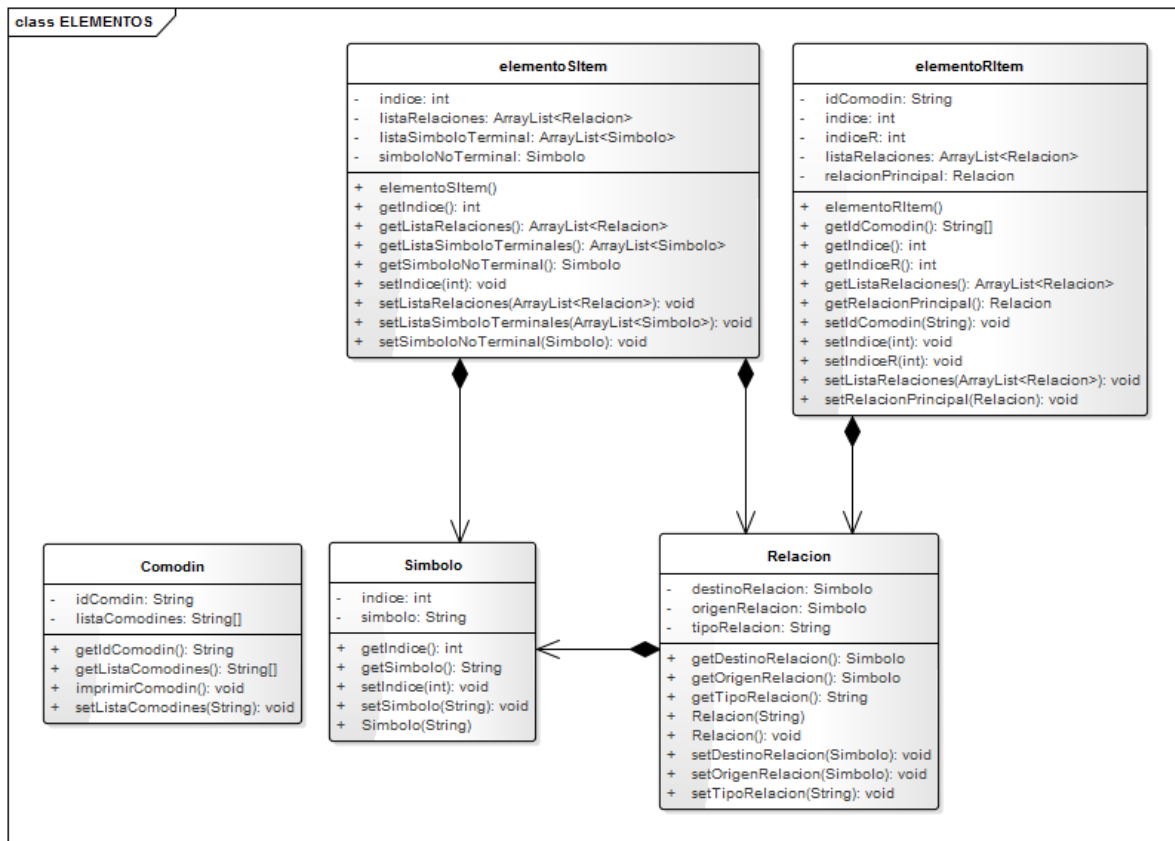 class ELEMENTOS
elementoSItem
- indice: int
- listaRelaciones: ArrayList<Relacion>
- listaSimboloTerminal: ArrayList<Simbolo>
- simboloNoTerminal: Simbolo
+ elementoSItem()
+ getIndice(): int
+ getListaRelaciones(): ArrayList<Relacion>
+ getListaSimboloTerminales(): ArrayList<Simbolo>
+ getSimboloNoTerminal(): Simbolo
+ setIndice(int): void
+ setListaRelaciones(ArrayList<Relacion>): void
+ setListaSimboloTerminales(ArrayList<Simbolo>): void
+ setSimboloNoTerminal(Simbolo): void
elementoRItem
- idComodin: String
- indice: int
- indiceR: int
- listaRelaciones: ArrayList<Relacion>
- relacionPrincipal: Relacion
+ elementoRItem()
+ getIdComodin(): String[]
+ getIndice(): int
+ getIndiceR(): int
+ getListaRelaciones(): ArrayList<Relacion>
+ getRelacionPrincipal(): Relacion
+ setIdComodin(String): void
+ setIndice(int): void
+ setIndiceR(int): void
+ setListaRelaciones(ArrayList<Relacion>): void
+ setRelacionPrincipal(Relacion): void
Comodin
- idComdin: String
- listaComodines: String[]
+ getIdComodin(): String
+ getListaComodines(): String[]
+ imprimirComodin(): void
+ setListaComodines(String): void
Simbolo
- indice: int
- simbolo: String
+ getIndice(): int
+ getSimbolo(): String
+ setIndice(int): void
+ setSimbolo(String): void
+ Simbolo(String)
Relacion
- destinoRelacion: Simbolo
- origenRelacion: Simbolo
- tipoRelacion: String
+ getDestinoRelacion(): Simbolo
+ getOrigenRelacion(): Simbolo
+ getTipoRelacion(): String
+ Relacion(String)
+ Relacion(): void
+ setDestinoRelacion(Simbolo): void
+ setOrigenRelacion(Simbolo): void
+ setTipoRelacion(String): void